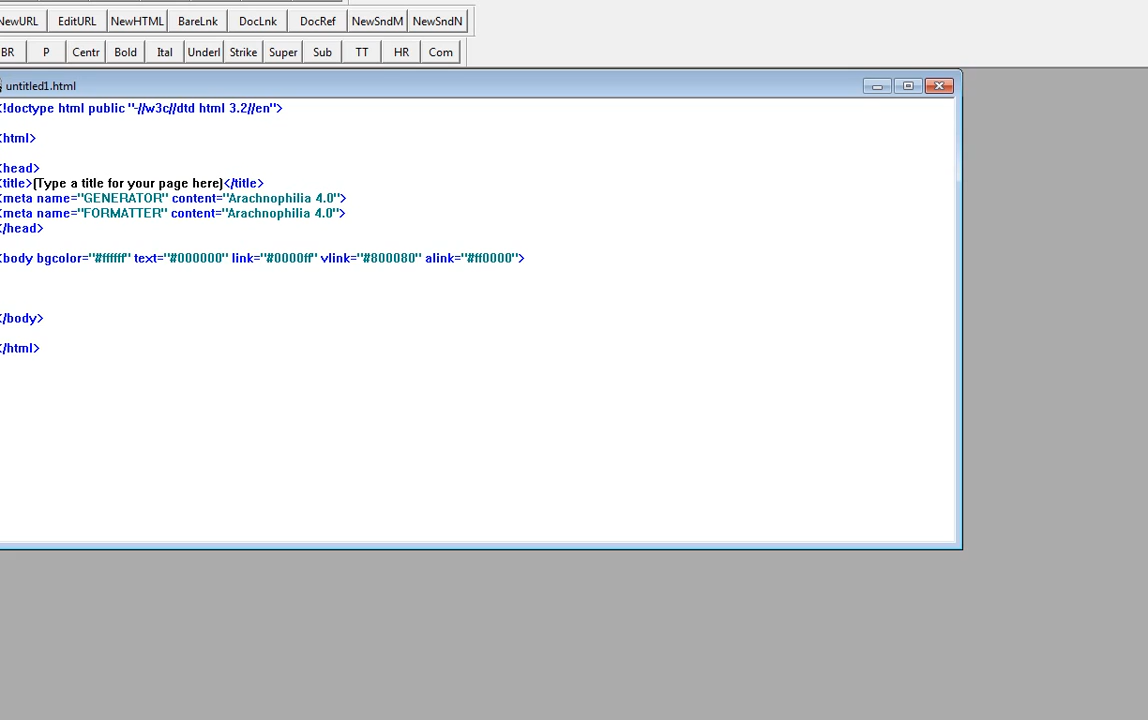 NewURL EditURL NewHTML BareLnk DocLnk DocRef NewSndM NewSndN
BR P Centr Bold Ital Underl Strike Super Sub TT HR Com
untitled1.html
<!doctype html public "-//w3c//dtd html 3.2//en">
<html>
<head>
<title>(Type a title for your page here)</title>
<meta name="GENERATOR" content="Arachnophilia 4.0">
<meta name="FORMATTER" content="Arachnophilia 4.0">
</head>
<body bgcolor="#ffffff" text="#000000" link="#0000ff" vlink="#800080" alink="#ff0000">
</body>
</html>